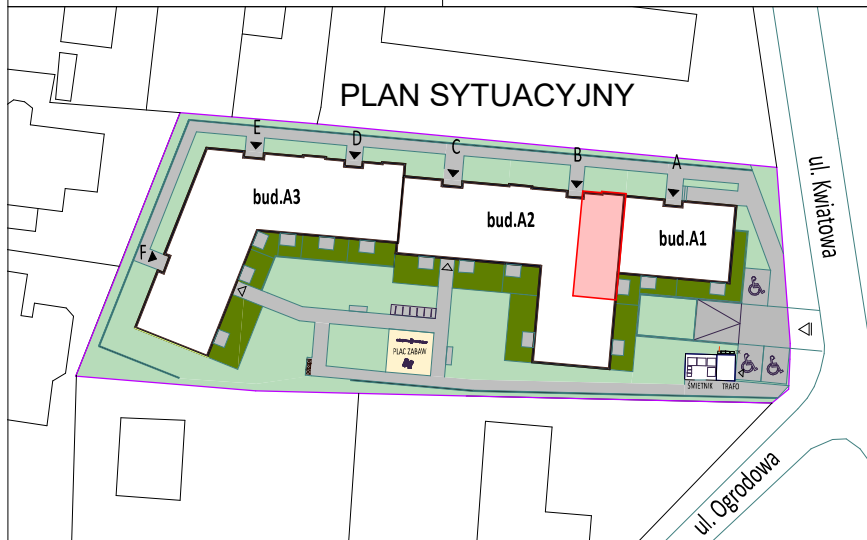 PLAN SYTUACYJNY
E
D
C
B
A
ul. Kwiatowa
bud.A3
bud.A2
bud.A1
F
PLAC ZABAW
ŚMIETNIK
TRAFO
ul. Ogrodowa